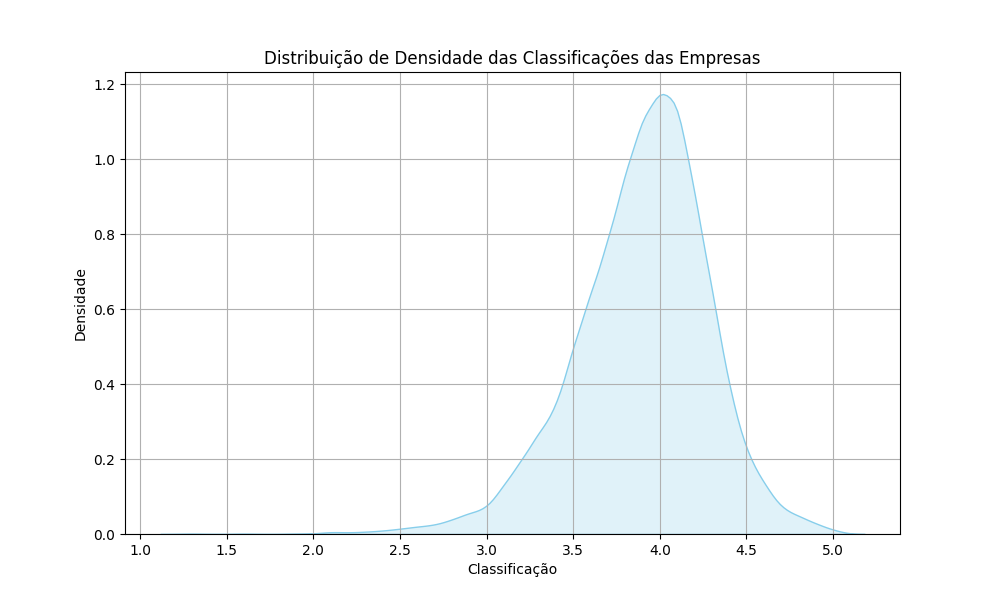 Distribuição de Densidade das Classificações das Empresas
1.2
1.0
0.8
0.6
0.4
0.2
0.0
Densidade
1.0 1.5 2.0 2.5 3.0 3.5 4.0 4.5 5.0
Classificação